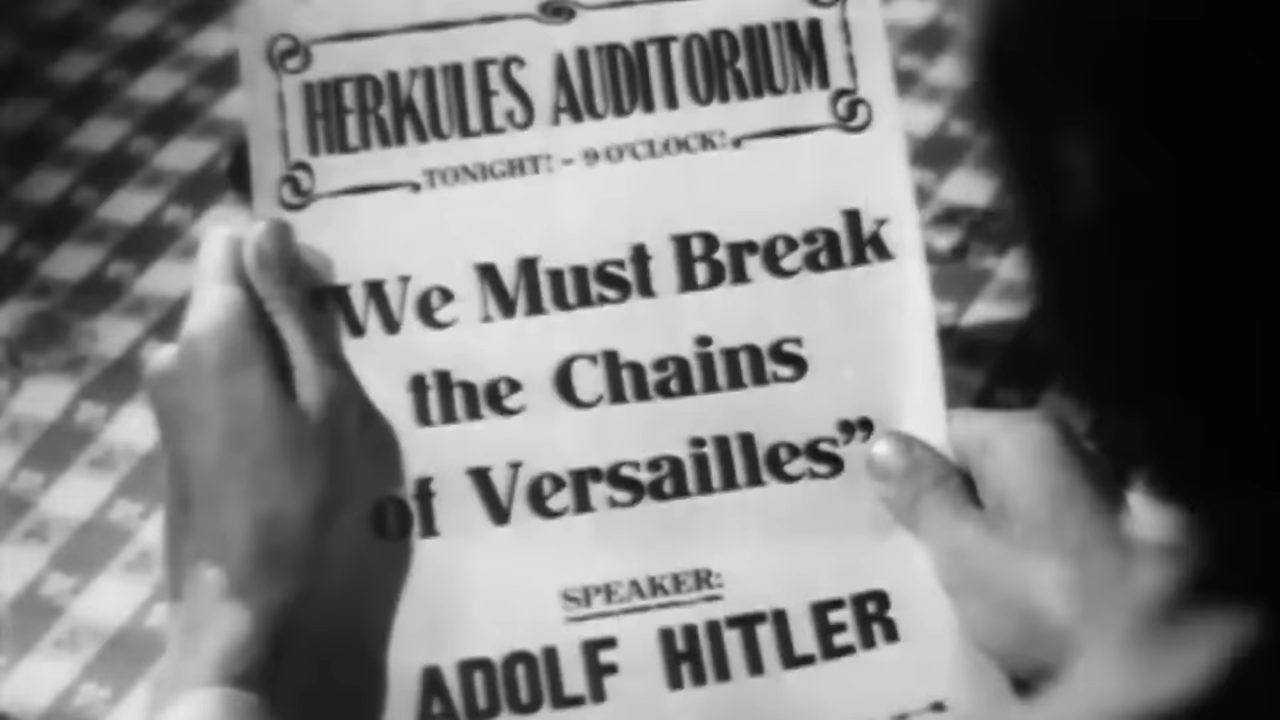 HERKULES AUDITORIUM
TONIGHT! - 9 O'CLOCK!
"We Must Break
the Chains
of Versailles"
SPEAKER:
ADOLF HITLER